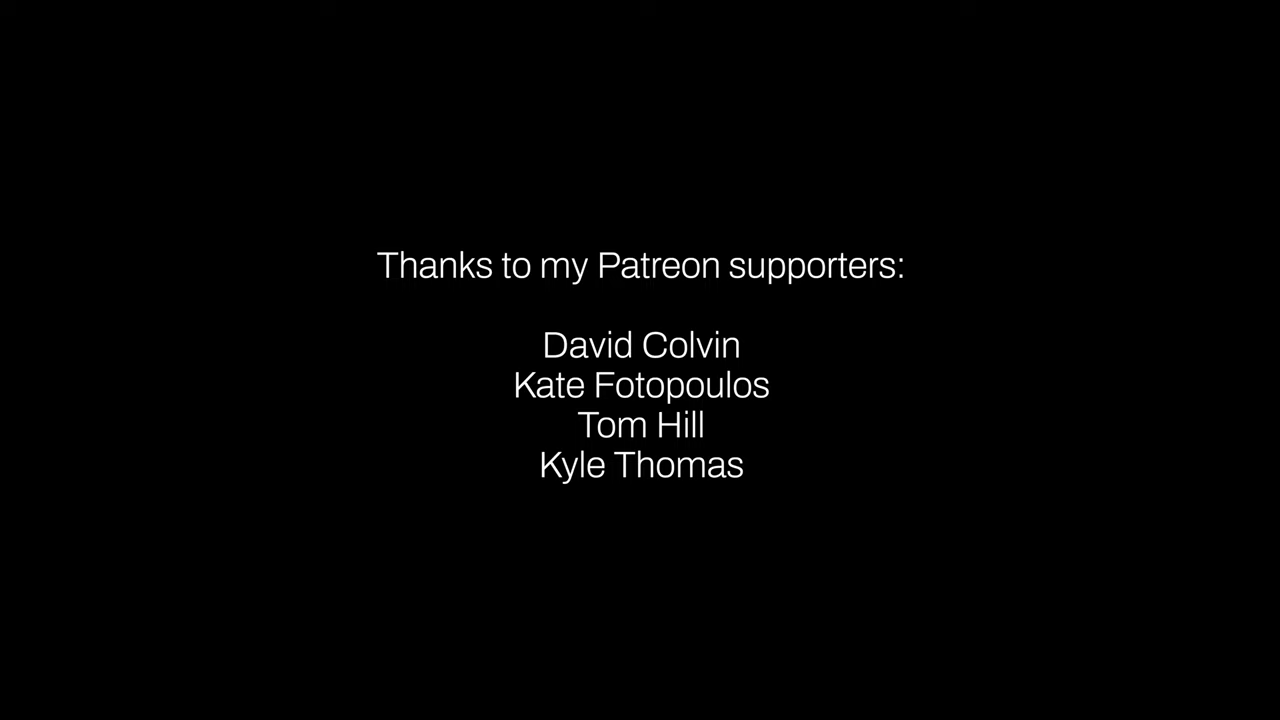 Thanks to my Patreon supporters:
David Colvin
Kate Fotopoulos
Tom Hill
Kyle Thomas